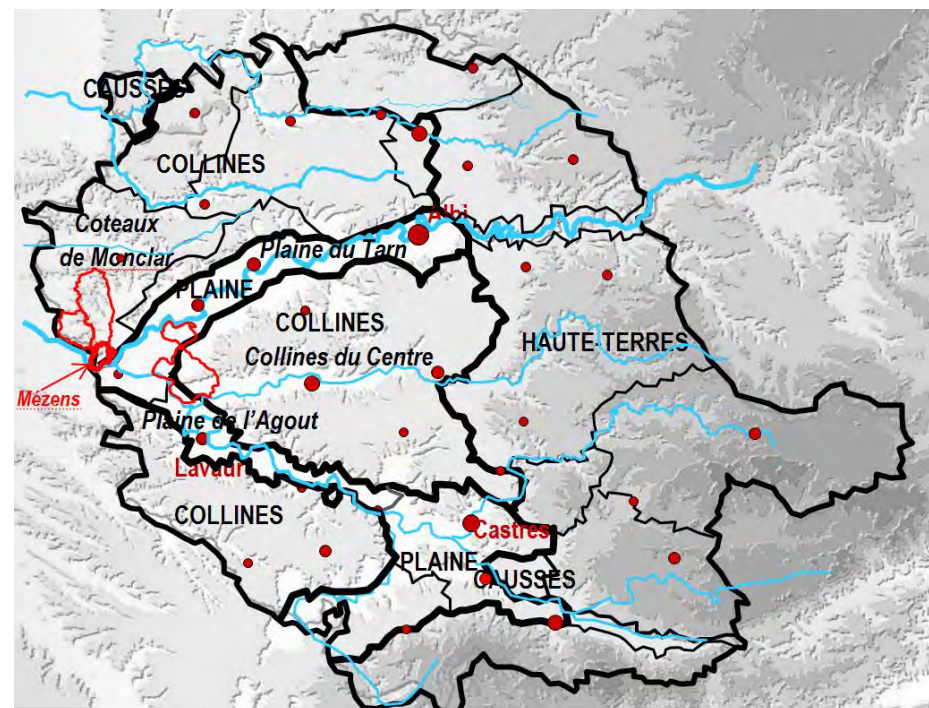 CAUSSES
COLLINES
Coteaux
de Monclar
Albi
Plaine du Tarn
PLAINE
COLLINES
HAUTE-TERRES
Collines du Centre
Mézens
Plaine de l'Agout
Lavaur
COLLINES
Castres
PLAINE
CAUSSES